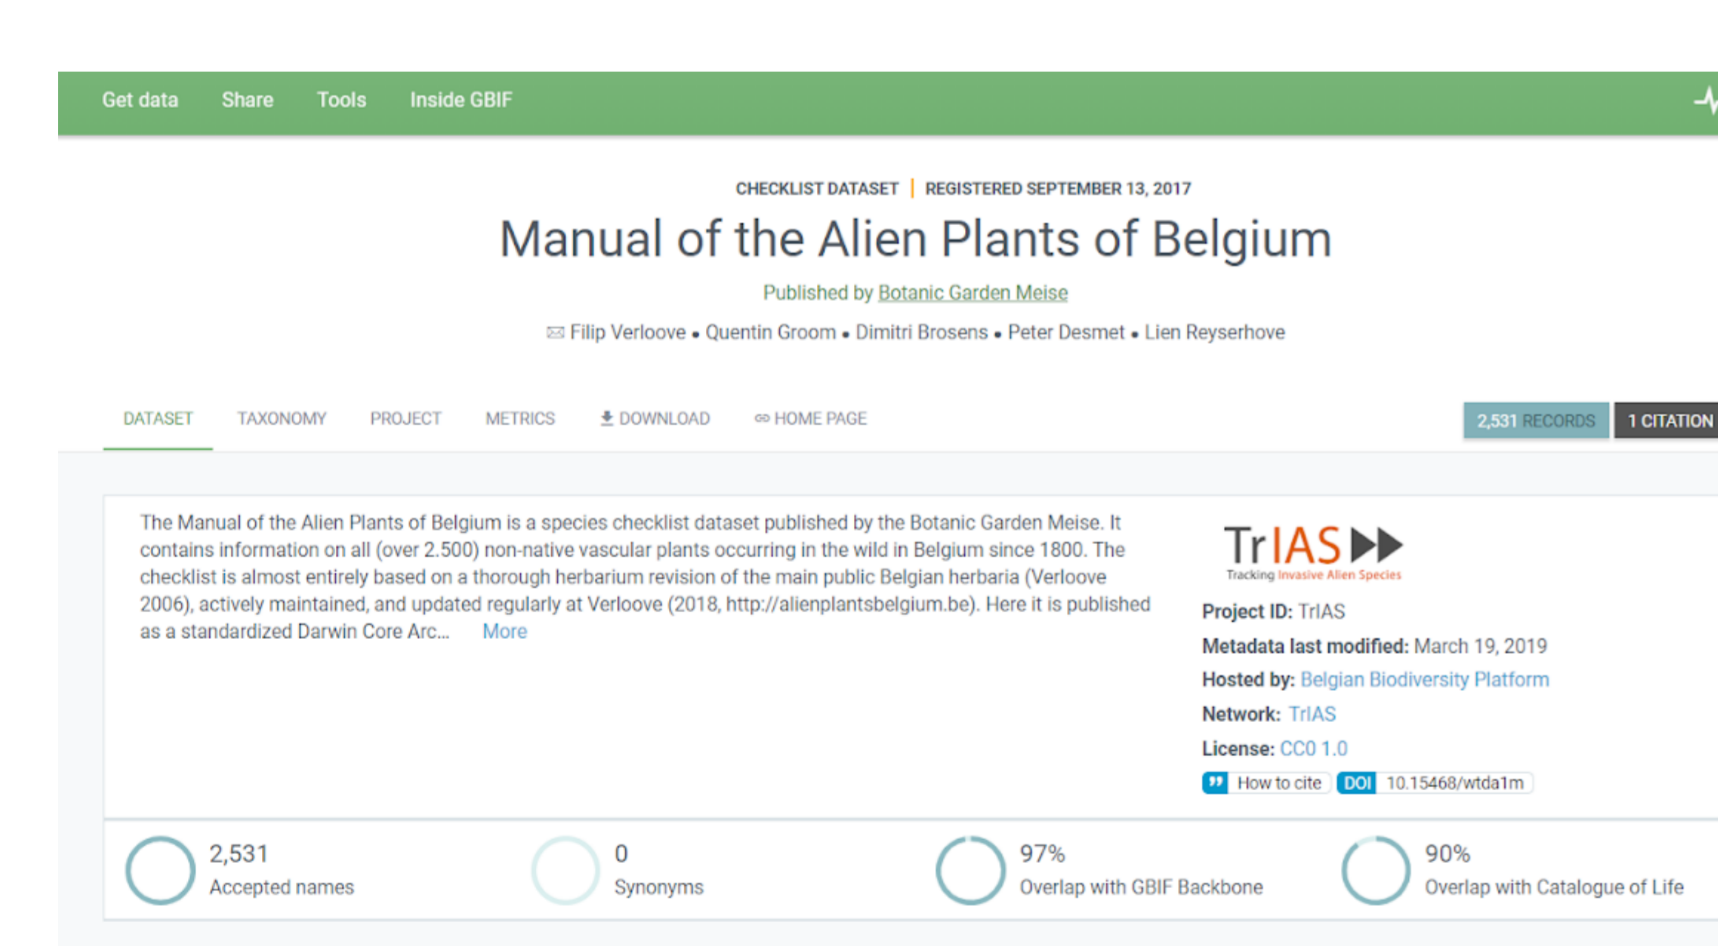 Get data Share Tools Inside GBIF
CHECKLIST DATASET | REGISTERED SEPTEMBER 13, 2017
Manual of the Alien Plants of Belgium
Published by Botanic Garden Meise
Filip Verloove • Quentin Groom • Dimitri Brosens • Peter Desmet • Lien Reyserhove
DATASET TAXONOMY PROJECT METRICS DOWNLOAD HOME PAGE
2,531 RECORDS 1 CITATION
The Manual of the Alien Plants of Belgium is a species checklist dataset published by the Botanic Garden Meise. It
contains information on all (over 2.500) non-native vascular plants occurring in the wild in Belgium since 1800. The
checklist is almost entirely based on a thorough herbarium revision of the main public Belgian herbaria (Verloove
2006), actively maintained, and updated regularly at Verloove (2018, http://alienplantsbelgium.be). Here it is published
as a standardized Darwin Core Arc... More
TrIAS
Tracking Invasive Alien Species
Project ID: TrIAS
Metadata last modified: March 19, 2019
Hosted by: Belgian Biodiversity Platform
Network: TrIAS
License: CC0 1.0
How to cite DOI 10.15468/wtda1m
2,531
Accepted names
0
Synonyms
97%
Overlap with GBIF Backbone
90%
Overlap with Catalogue of Life